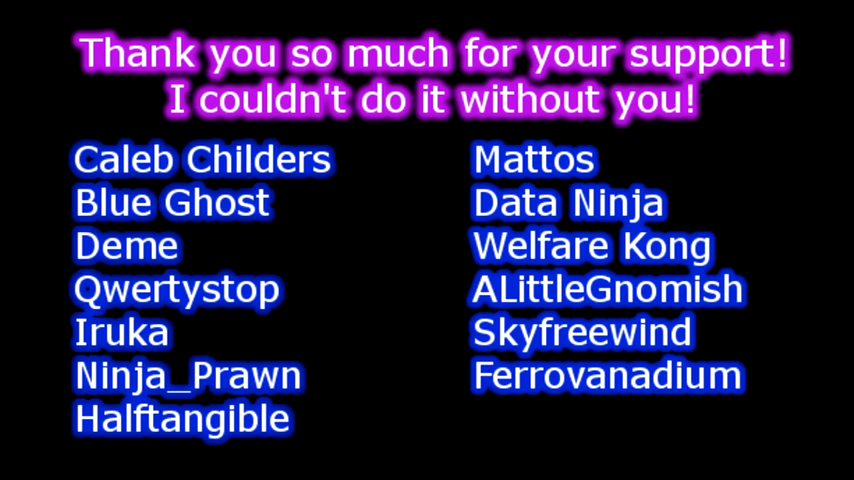 Thank you so much for your support!
I couldn't do it without you!
Caleb Childers
Blue Ghost
Deme
Qwertystop
Iruka
Ninja_Prawn
Halftangible
Mattos
Data Ninja
Welfare Kong
ALittleGnomish
Skyfreewind
Ferrovanadium